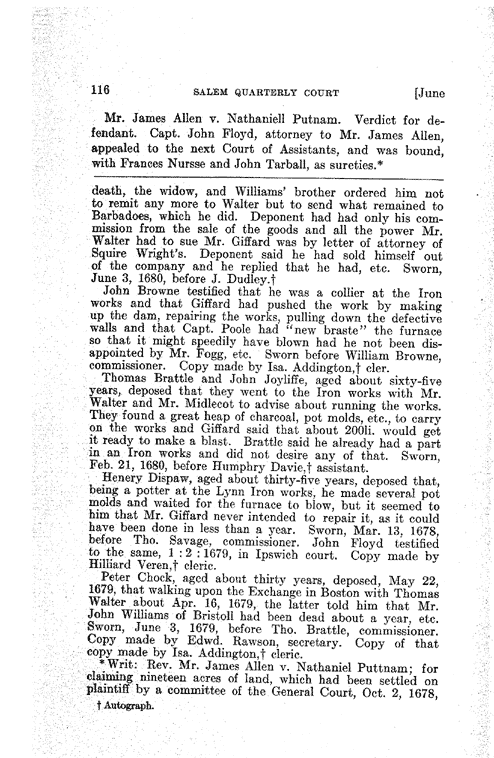 116 SALEM QUARTERLY COURT [June
Mr. James Allen v. Nathaniell Putnam. Verdict for de-
fendant. Capt. John Floyd, attorney to Mr. James Allen,
appealed to the next Court of Assistants, and was bound,
with Frances Nursse and John Tarball, as sureties.*
death, the widow, and Williams' brother ordered him not
to remit any more to Walter but to send what remained to
Barbadoes, which he did. Deponent had had only his com-
mission from the sale of the goods and all the power Mr.
Walter had to sue Mr. Giffard was by letter of attorney of
Squire Wright's. Deponent said he had sold himself out
of the company and he replied that he had, etc. Sworn,
June 3, 1680, before J. Dudley.†
John Browne testified that he was a collier at the Iron
works and that Giffard had pushed the work by making
up the dam, repairing the works, pulling down the defective
walls and that Capt. Poole had "new braste" the furnace
so that it might speedily have blown had he not been dis-
appointed by Mr. Fogg, etc. Sworn before William Browne,
commissioner. Copy made by Isa. Addington,† cler.
Thomas Brattle and John Joyliffe, aged about sixty-five
years, deposed that they went to the Iron works with Mr.
Walter and Mr. Midlecot to advise about running the works.
They found a great heap of charcoal, pot molds, etc., to carry
on the works and Giffard said that about 200li. would get
it ready to make a blast. Brattle said he already had a part
in an Iron works and did not desire any of that. Sworn,
Feb. 21, 1680, before Humphry Davie,† assistant.
Henery Dispaw, aged about thirty-five years, deposed that,
being a potter at the Lynn Iron works, he made several pot
molds and waited for the furnace to blow, but it seemed to
him that Mr. Giffard never intended to repair it, as it could
have been done in less than a year. Sworn, Mar. 13, 1678,
before Tho. Savage, commissioner. John Floyd testified
to the same, 1 : 2 : 1679, in Ipswich court. Copy made by
Hilliard Veren,† cleric.
Peter Chock, aged about thirty years, deposed, May 22,
1679, that walking upon the Exchange in Boston with Thomas
Walter about Apr. 16, 1679, the latter told him that Mr.
John Williams of Bristoll had been dead about a year, etc.
Sworn, June 3, 1679, before Tho. Brattle, commissioner.
Copy made by Edwd. Rawson, secretary. Copy of that
copy made by Isa. Addington,† cleric.
*Writ: Rev. Mr. James Allen v. Nathaniel Puttnam; for
claiming nineteen acres of land, which had been settled on
plaintiff by a committee of the General Court, Oct. 2, 1678,
† Autograph.